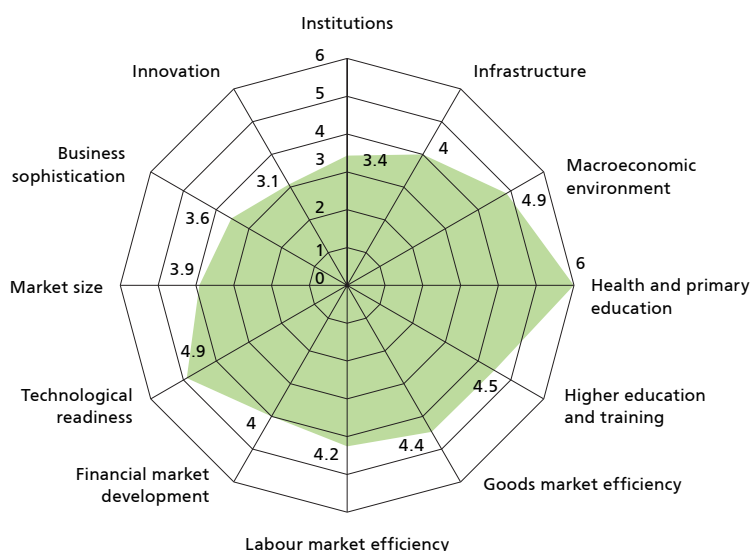 Institutions
6
Innovation
Infrastructure
5
4
4
Business
sophistication
3
3.4
Macroeconomic
environment
3.1
4.9
3.6
2
1
6
3.9
0
Market size
Health and primary
education
4.9
4.5
Technological
readiness
Higher education
and training
4
4.4
4.2
Financial market
development
Goods market efficiency
Labour market efficiency